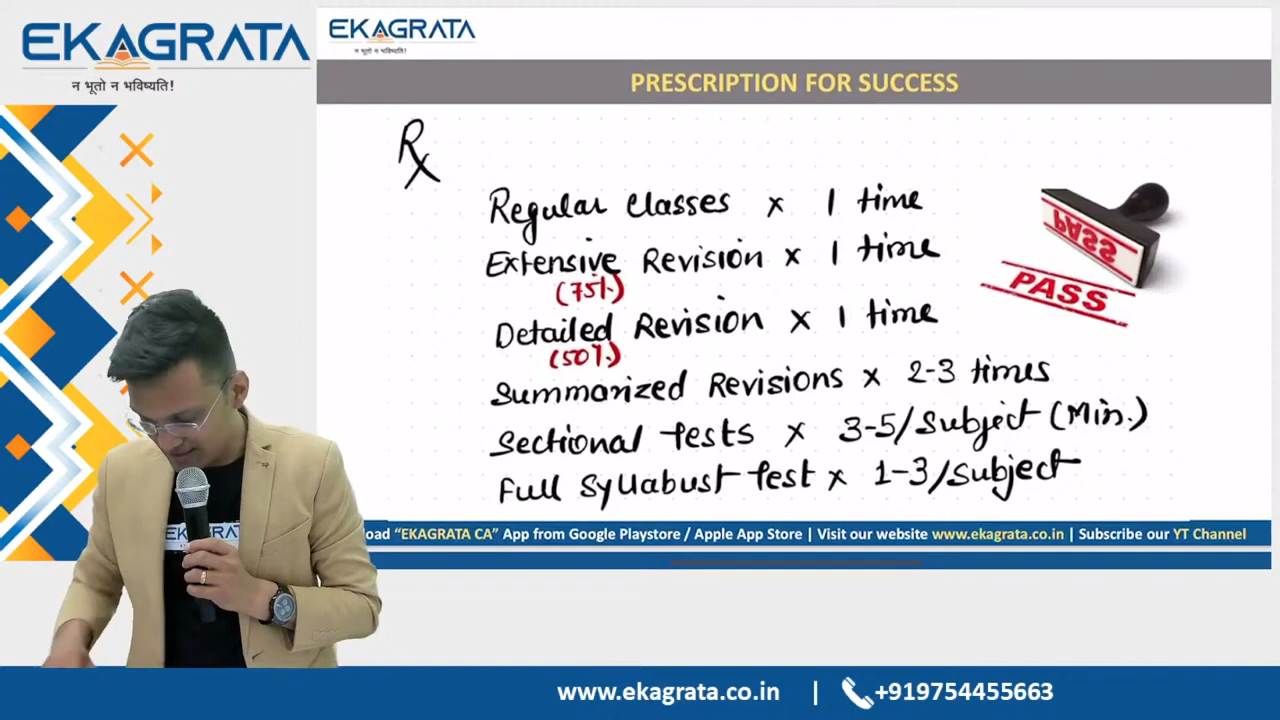 EKAGRATA
न भूतो न भविष्यति!
EKAGRATA
न भूतो न भविष्यति!
PRESCRIPTION FOR SUCCESS
Rx
Regular Classes x 1 time
Extensive Revision x 1 time
(75%)
Detailed Revision x 1 time
(50%)
Summarized Revisions x 2-3 times
Sectional Tests x 3-5/Subject (Min.)
Full Syllabust Test x 1-3/Subject
PASS
PASS
EKAGRATA
load “EKAGRATA CA” App from Google Playstore / Apple App Store | Visit our website www.ekagrata.co.in | Subscribe our YT Channel
www.ekagrata.co.in | +919754455663